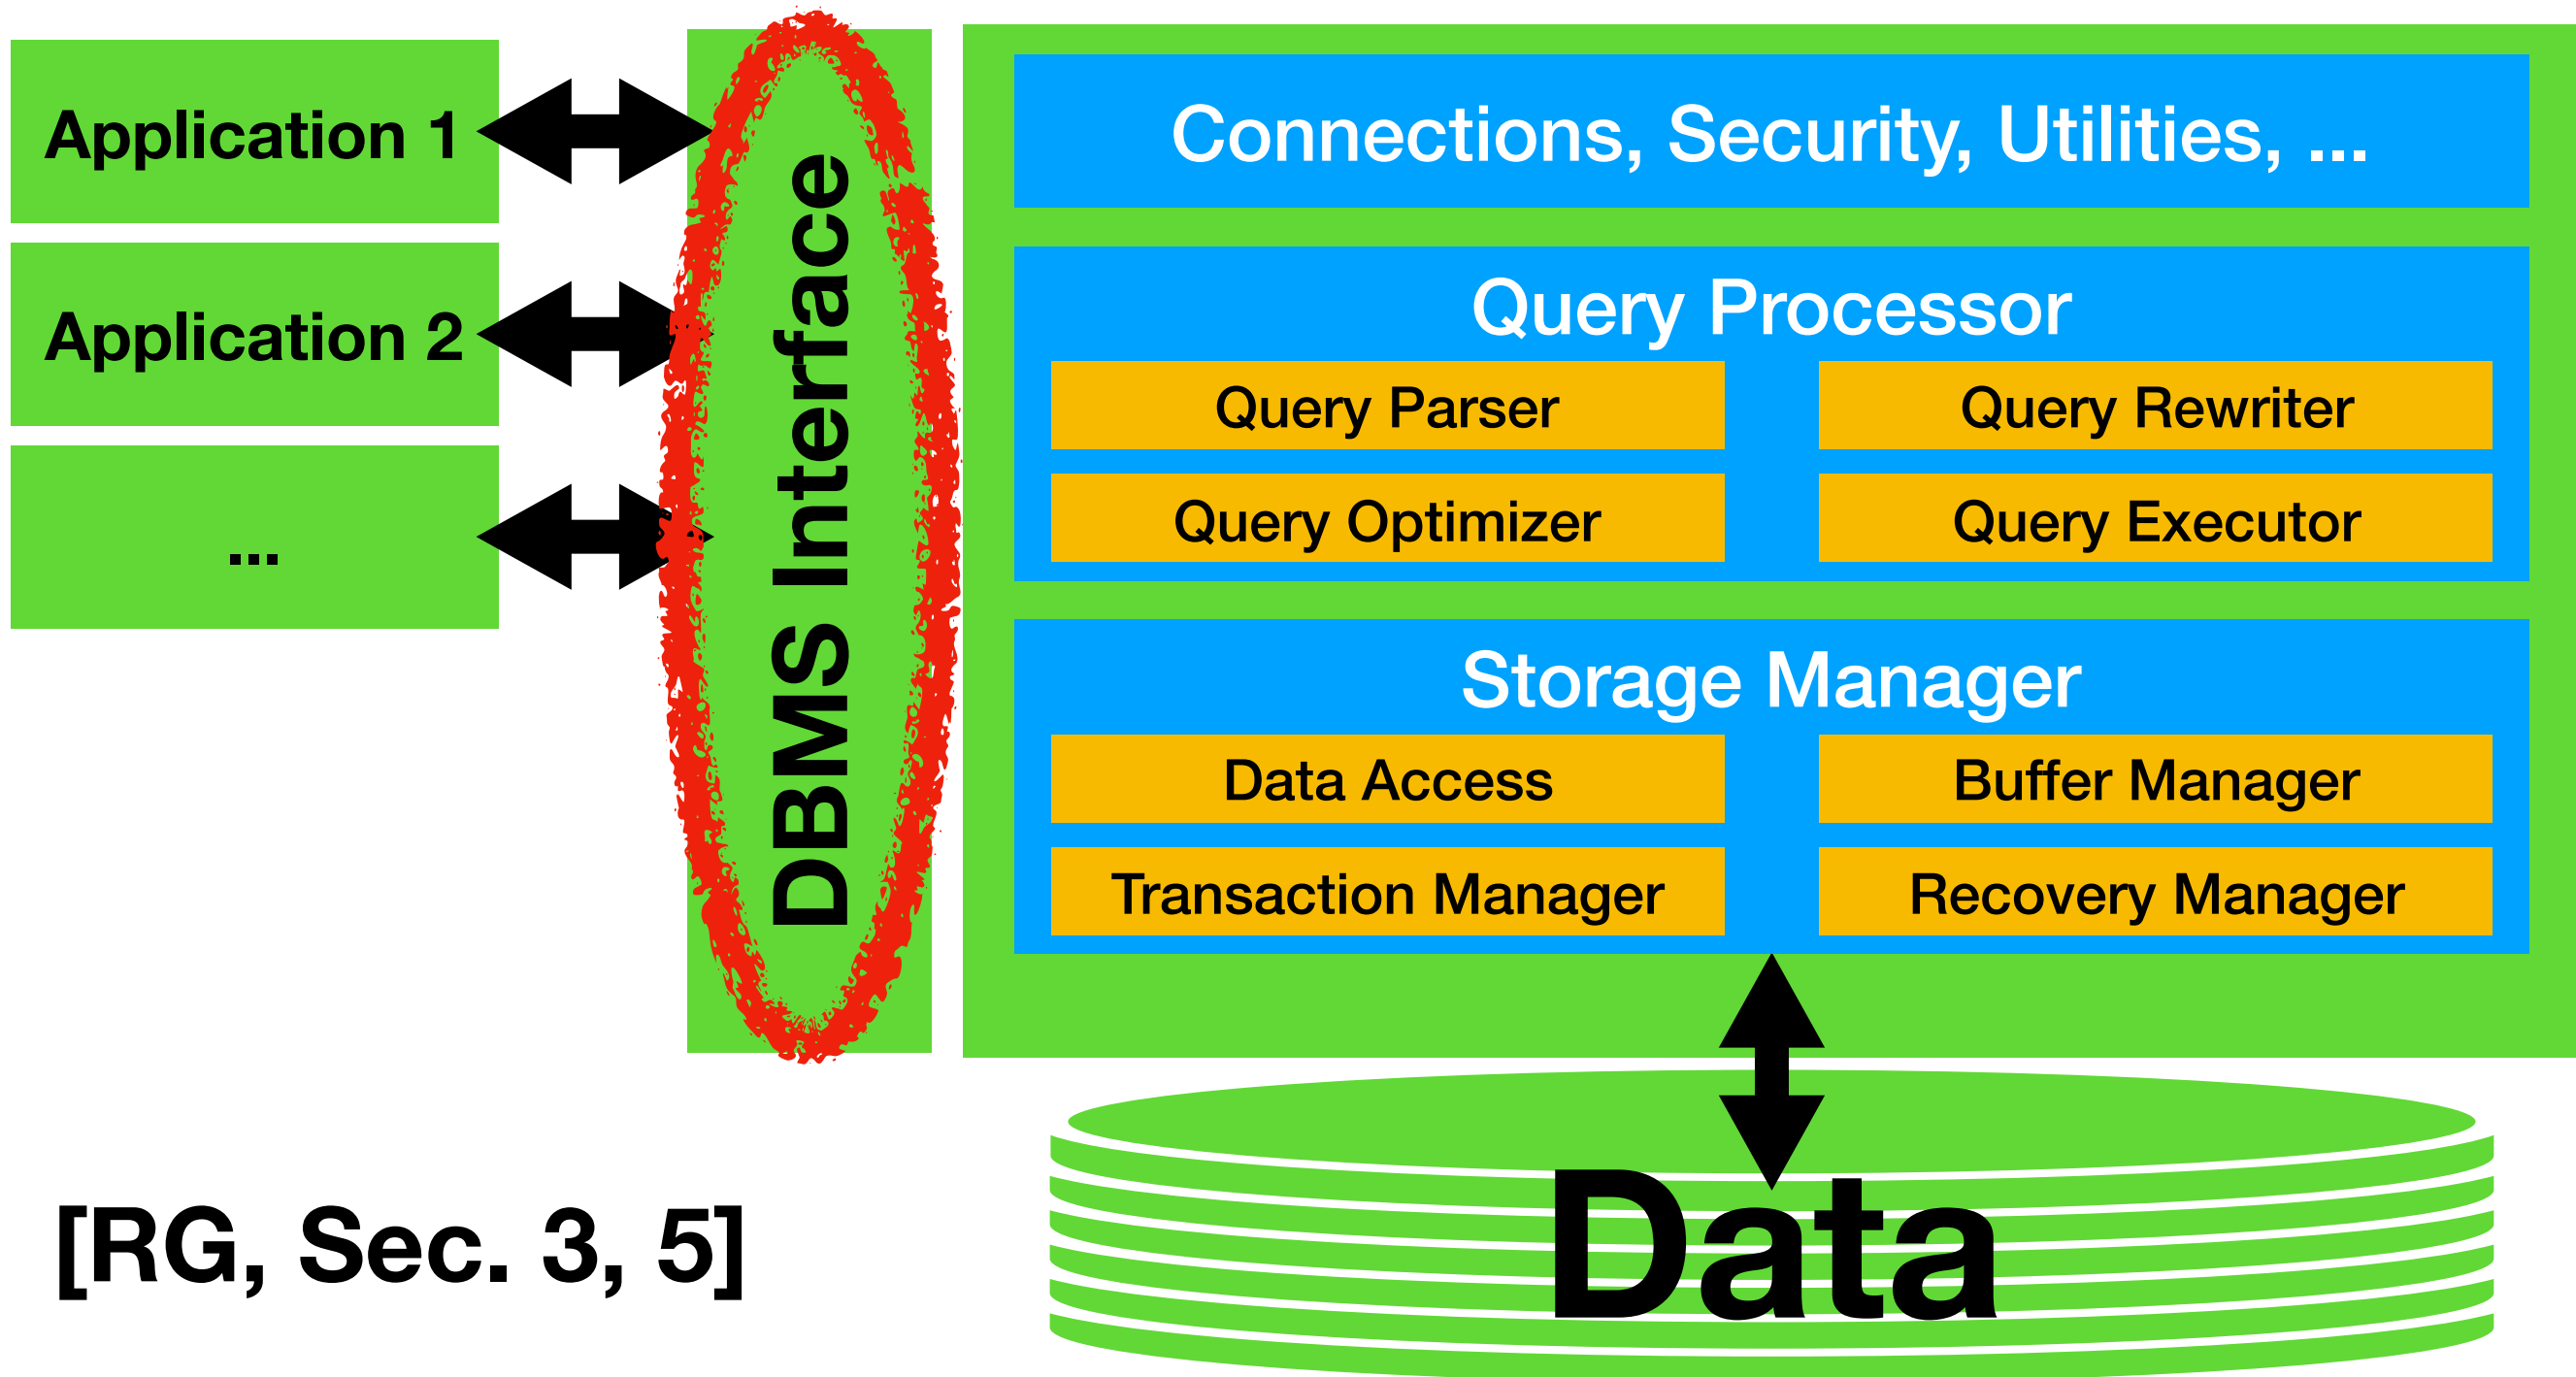 Application 1
Application 2
...
DBMS Interface
Connections, Security, Utilities, ...
Query Processor
Query Parser
Query Rewriter
Query Optimizer
Query Executor
Storage Manager
Data Access
Buffer Manager
Transaction Manager
Recovery Manager
Data
[RG, Sec. 3, 5]